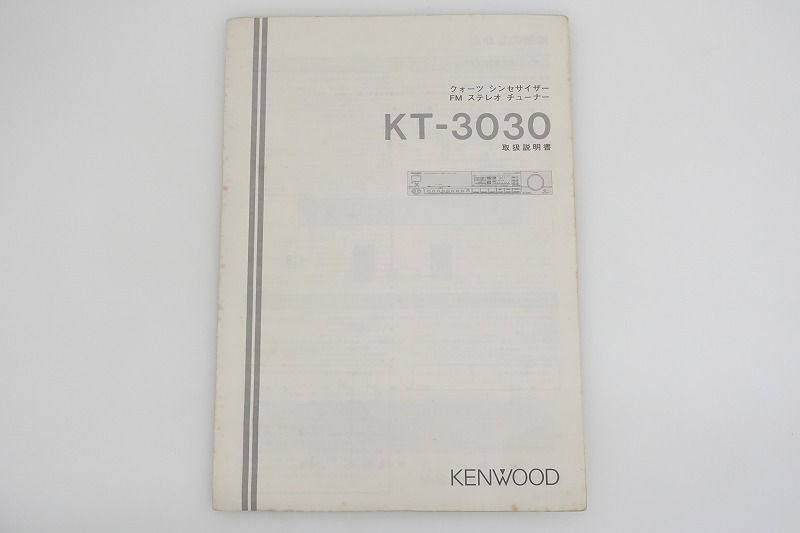 クォーツ シンセサイザー
FM ステレオ チューナー
KT-3030
取扱説明書
KENWOOD